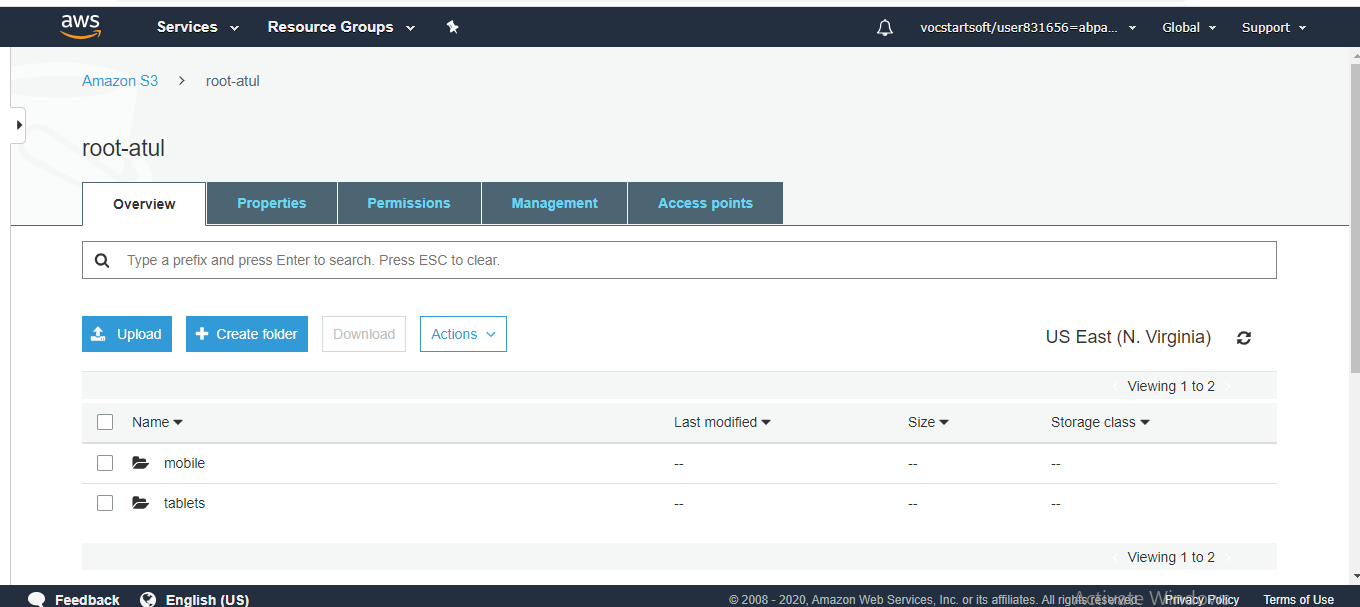 aws Services Resource Groups vocstartsoft/user831656=abpa... Global Support
Amazon S3 > root-atul
root-atul
Overview Properties Permissions Management Access points
Type a prefix and press Enter to search. Press ESC to clear.
Upload Create folder Download Actions US East (N. Virginia)
Viewing 1 to 2
Name Last modified Size Storage class
mobile -- -- --
tablets -- -- --
Viewing 1 to 2
Feedback English (US) © 2008 - 2020, Amazon Web Services, Inc. or its affiliates. All rights reserved. Privacy Policy Terms of Use
Activate Windows